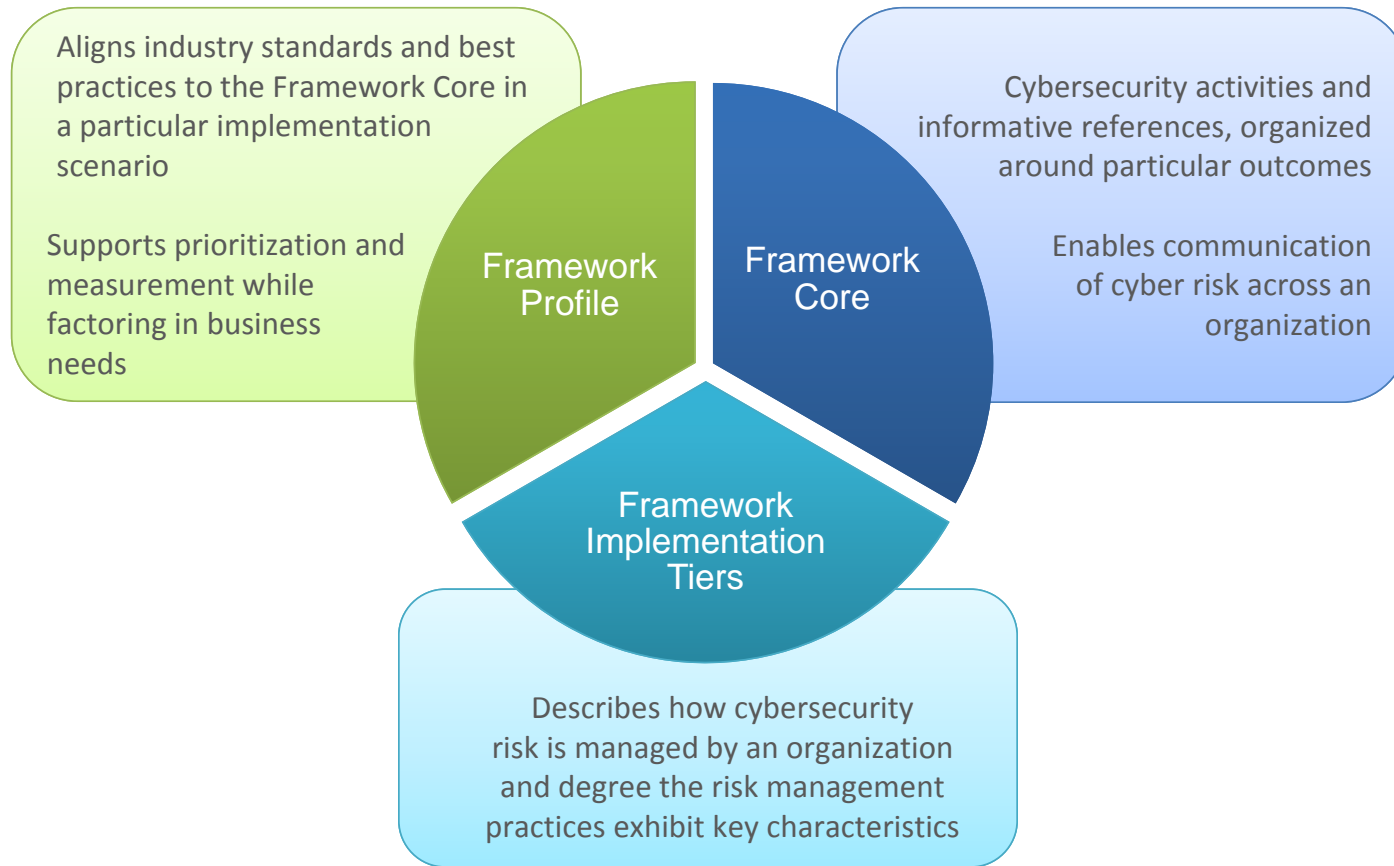 Aligns industry standards and best
practices to the Framework Core in
a particular implementation
scenario
Supports prioritization and
measurement while
factoring in business
needs
Framework
Profile
Framework
Core
Cybersecurity activities and
informative references, organized
around particular outcomes
Enables communication
of cyber risk across an
organization
Framework
Implementation
Tiers
Describes how cybersecurity
risk is managed by an organization
and degree the risk management
practices exhibit key characteristics